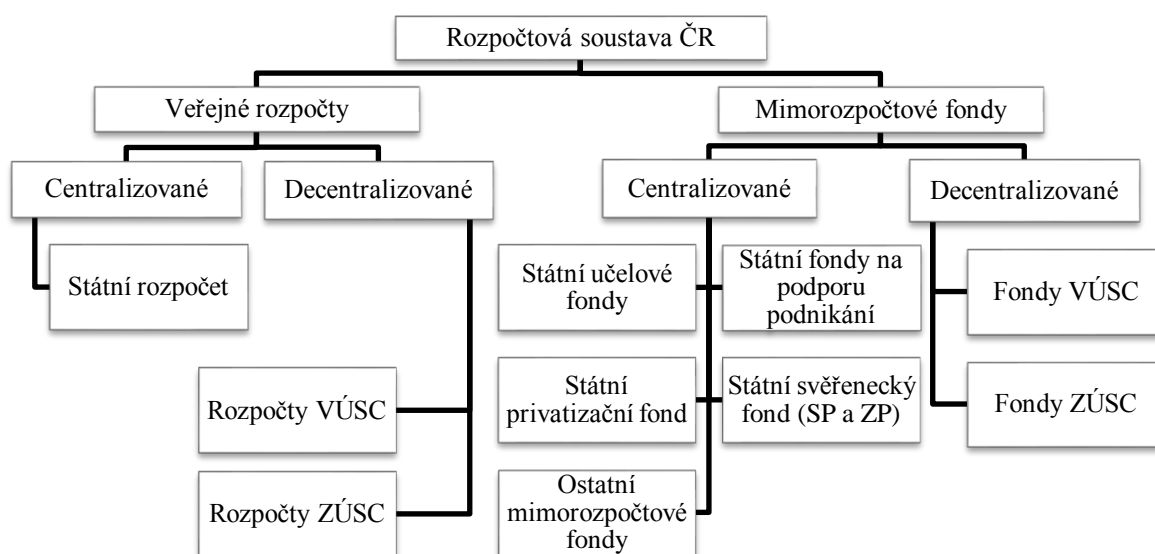 Rozpočtová soustava ČR
Veřejné rozpočty
Mimorozpočtové fondy
Centralizované
Decentralizované
Centralizované
Decentralizované
Státní rozpočet
Rozpočty VÚSC
Rozpočty ZÚSC
Státní učelové
fondy
Státní fondy na
podporu
podnikání
Státní
privatizační fond
Státní svěřenecký
fond (SP a ZP)
Ostatní
mimorozpočtové
fondy
Fondy VÚSC
Fondy ZÚSC